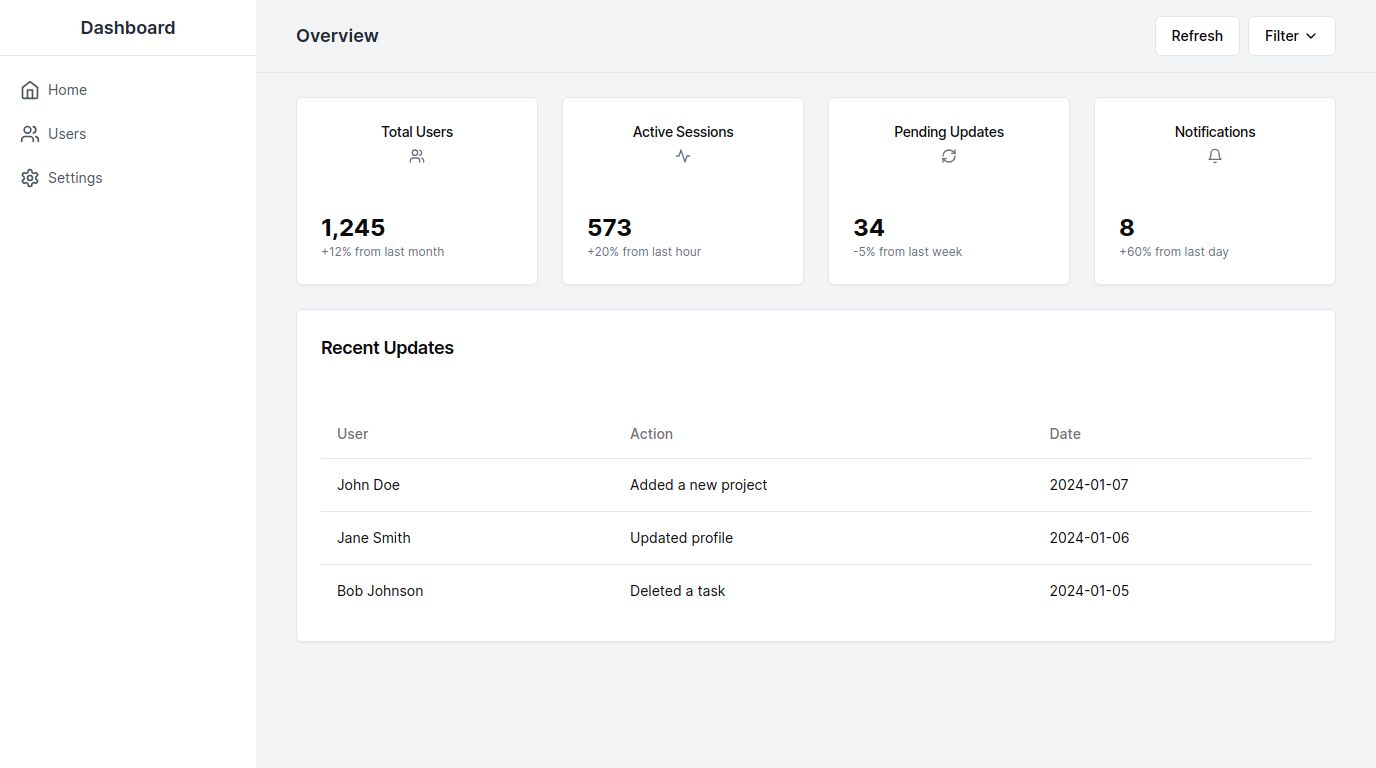 Dashboard
Home
Users
Settings
Overview
Refresh
Filter
Total Users
1,245
+12% from last month
Active Sessions
573
+20% from last hour
Pending Updates
34
-5% from last week
Notifications
8
+60% from last day
Recent Updates
User Action Date
John Doe Added a new project 2024-01-07
Jane Smith Updated profile 2024-01-06
Bob Johnson Deleted a task 2024-01-05